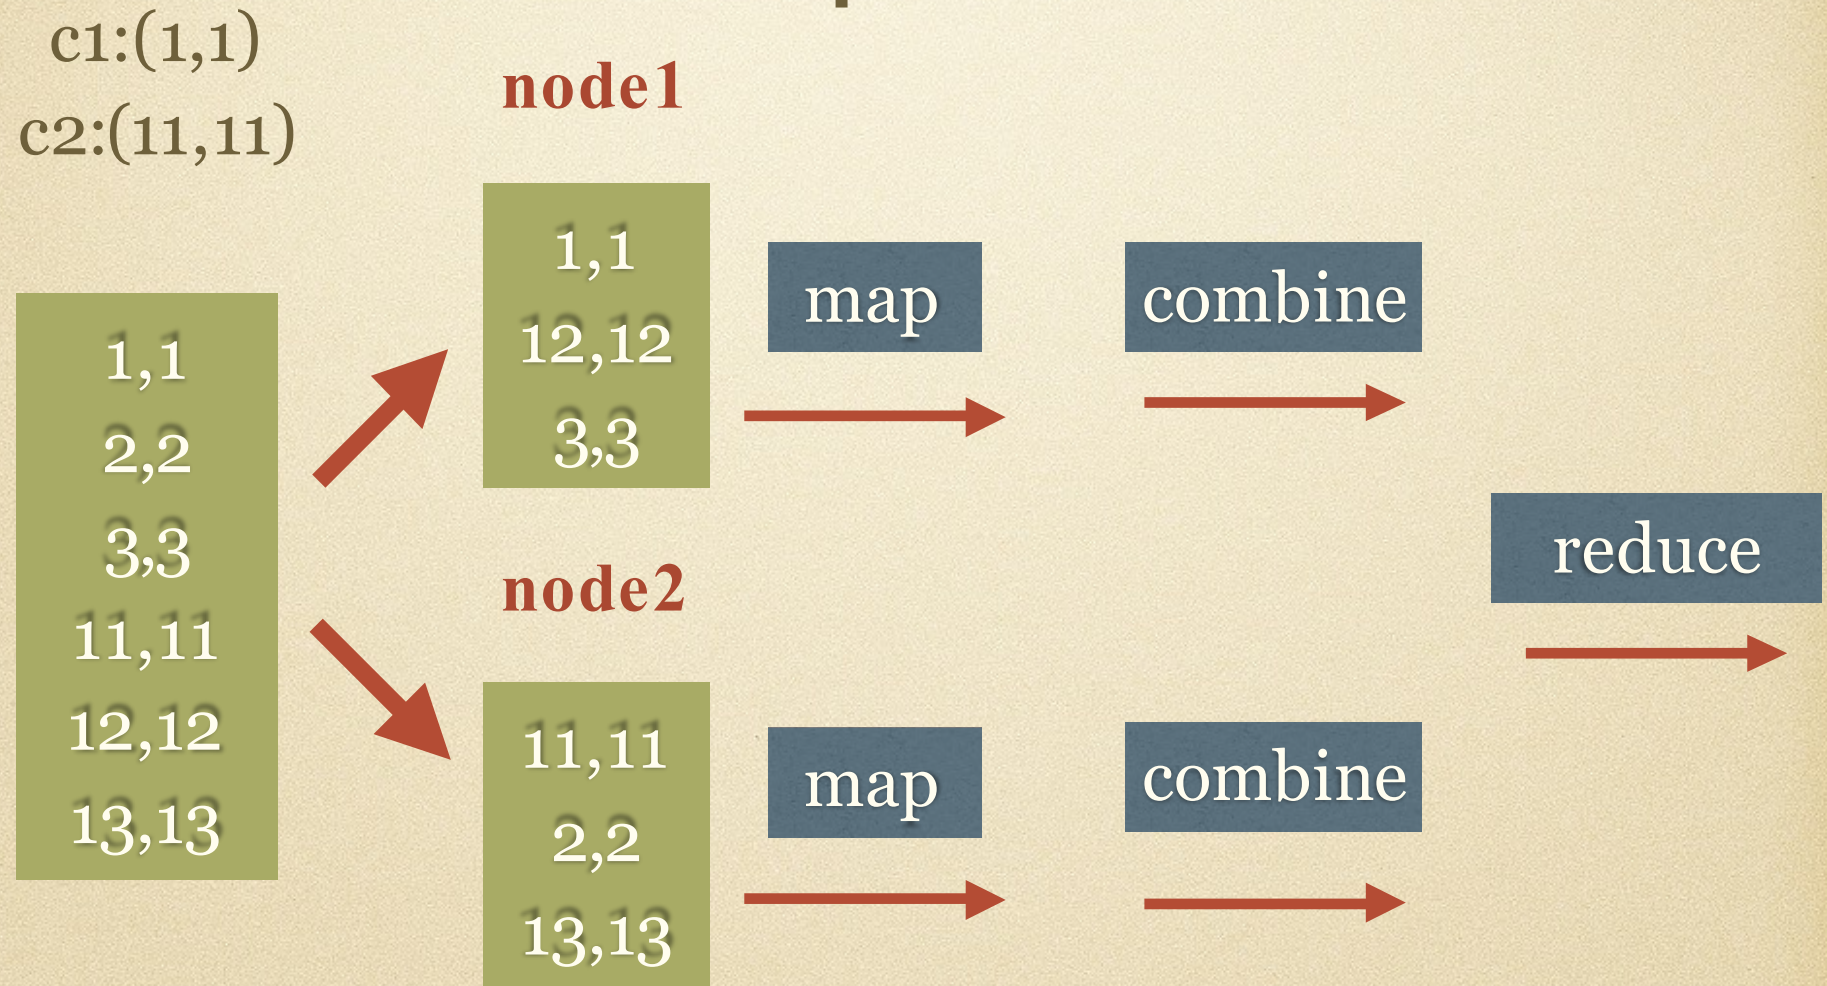 c1:(1,1)
c2:(11,11)
1,1
2,2
3,3
11,11
12,12
13,13
node1
1,1
12,12
3,3
map
combine
node2
11,11
2,2
13,13
map
combine
reduce